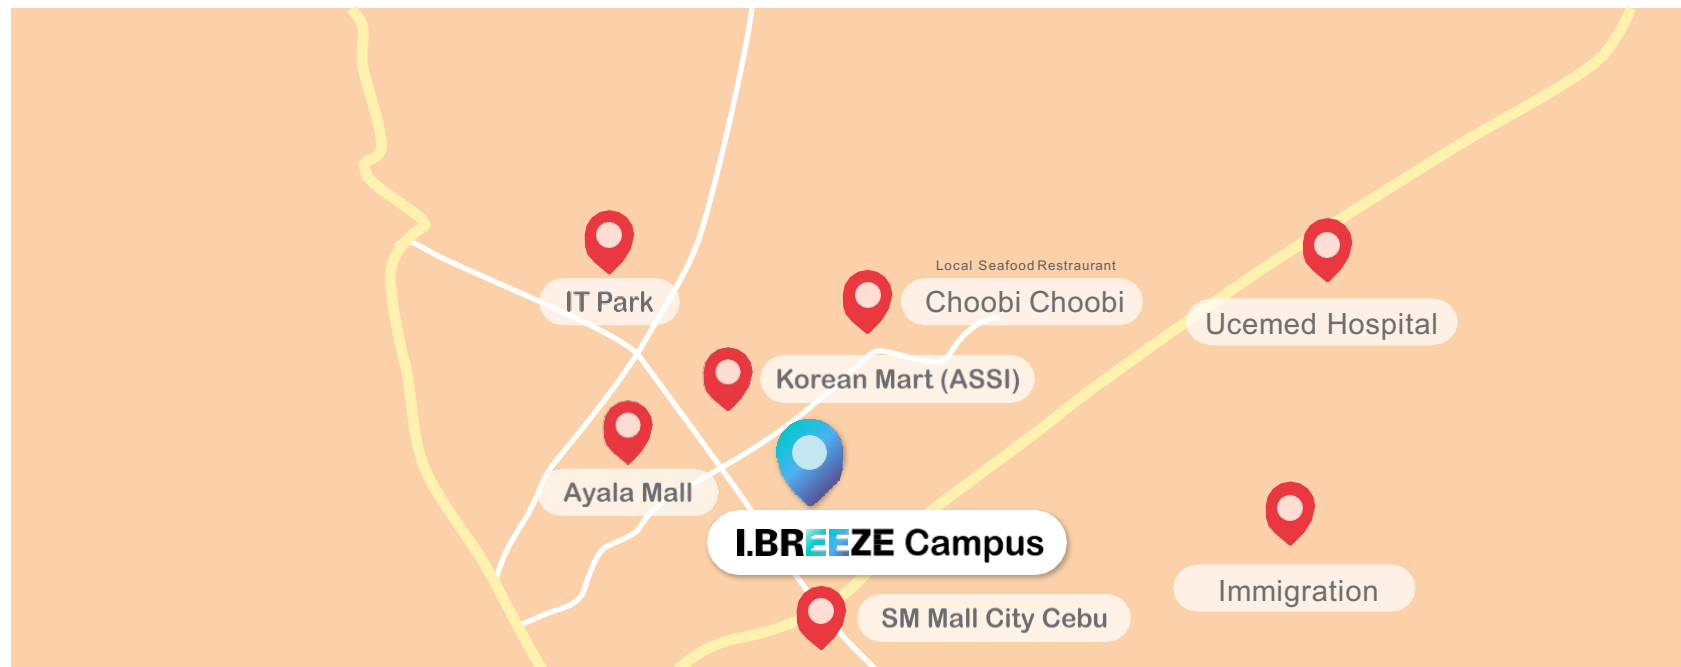 IT Park
Local Seafood Restraurant
Choobi Choobi
Ucemed Hospital
Korean Mart (ASSI)
Ayala Mall
I.BREEZE Campus
Immigration
SM Mall City Cebu